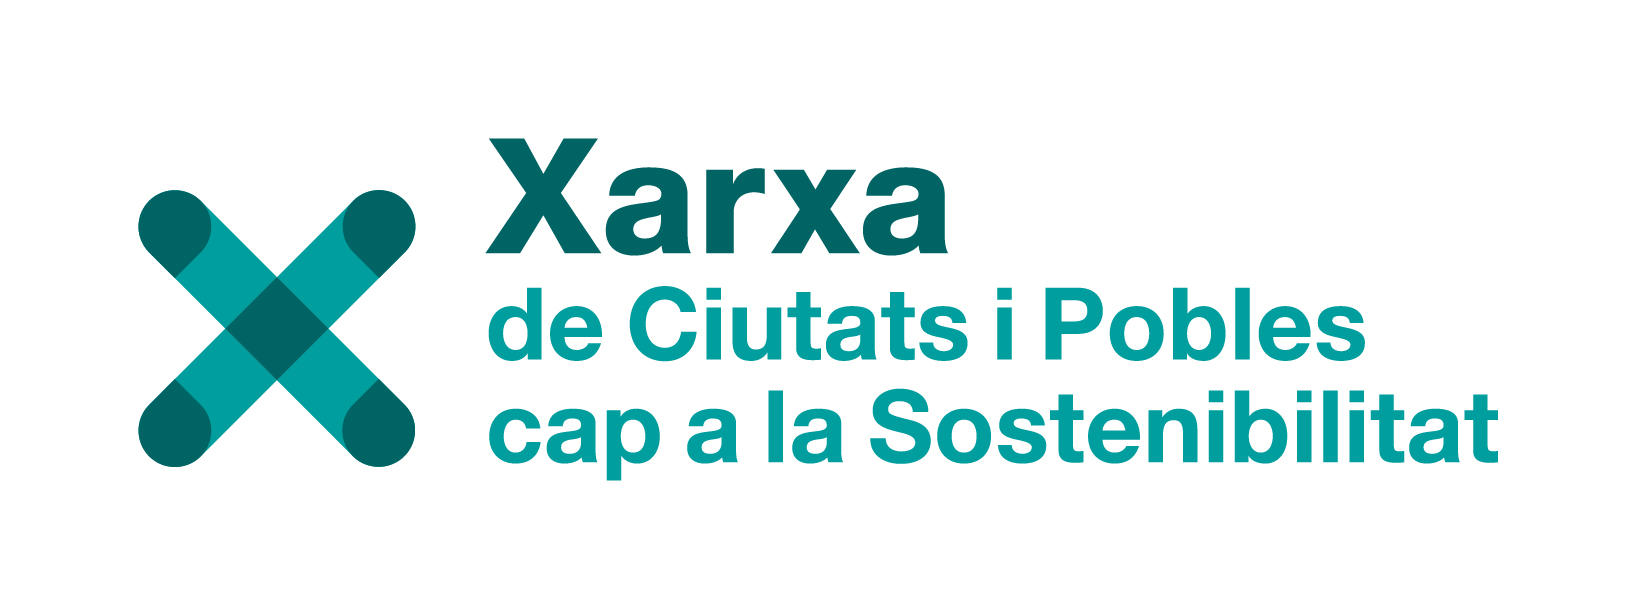 Xarxa
de Ciutats i Pobles
cap a la Sostenibilitat